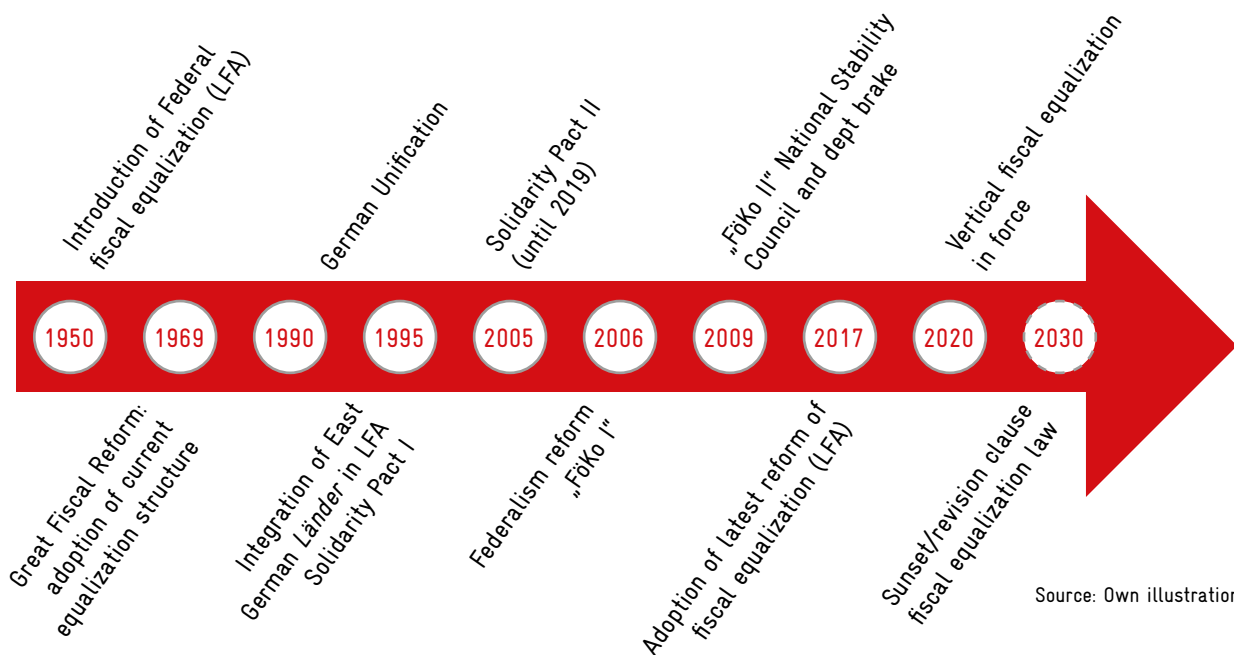 Introduction of Federal
fiscal equalization (LFA)
German Unification
Solidarity Pact II
(until 2019)
„FöKo II“ National Stability
Council and dept brake
Vertical fiscal equalization
in force
1950
1969
1990
1995
2005
2006
2009
2017
2020
2030
Great Fiscal Reform:
adoption of current
equalization structure
Integration of East
German Länder in LFA
Solidarity Pact I
Federalism reform
„FöKo I“
Adoption of latest reform of
fiscal equalization (LFA)
Sunset/revision clause
fiscal equalization law
Source: Own illustration